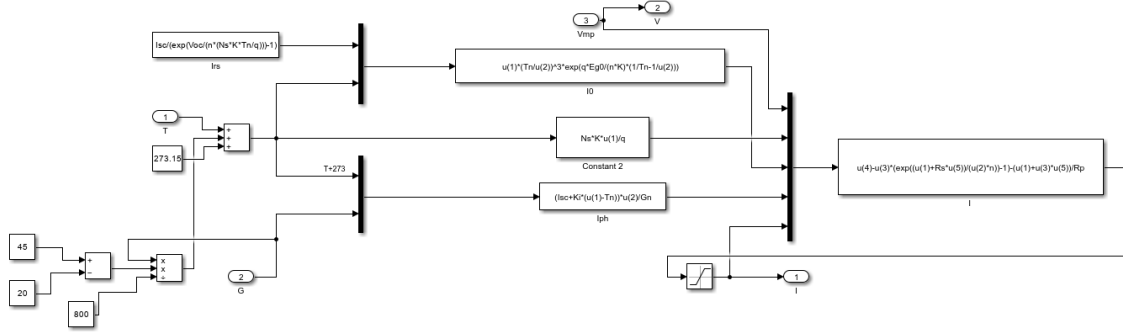 3
Vmp
2
V
Isc/(exp(Voc/(n*(Ns*K*Tn/q)))-1)
Irs
u(1)*(Tn/u(2))^3*exp(q*Eg0/(n*K)*(1/Tn-1/u(2)))
I0
1
T
+
+
+
273.15
Ns*K*u(1)/q
Constant 2
T+273
(Isc+Ki*(u(1)-Tn))*u(2)/Gn
Iph
u(4)-u(3)*(exp((u(1)+Rs*u(5))/(u(2)*n))-1)-(u(1)+u(3)*u(5))/Rp
I
45
+
−
20
x
x
÷
800
2
G
1
I